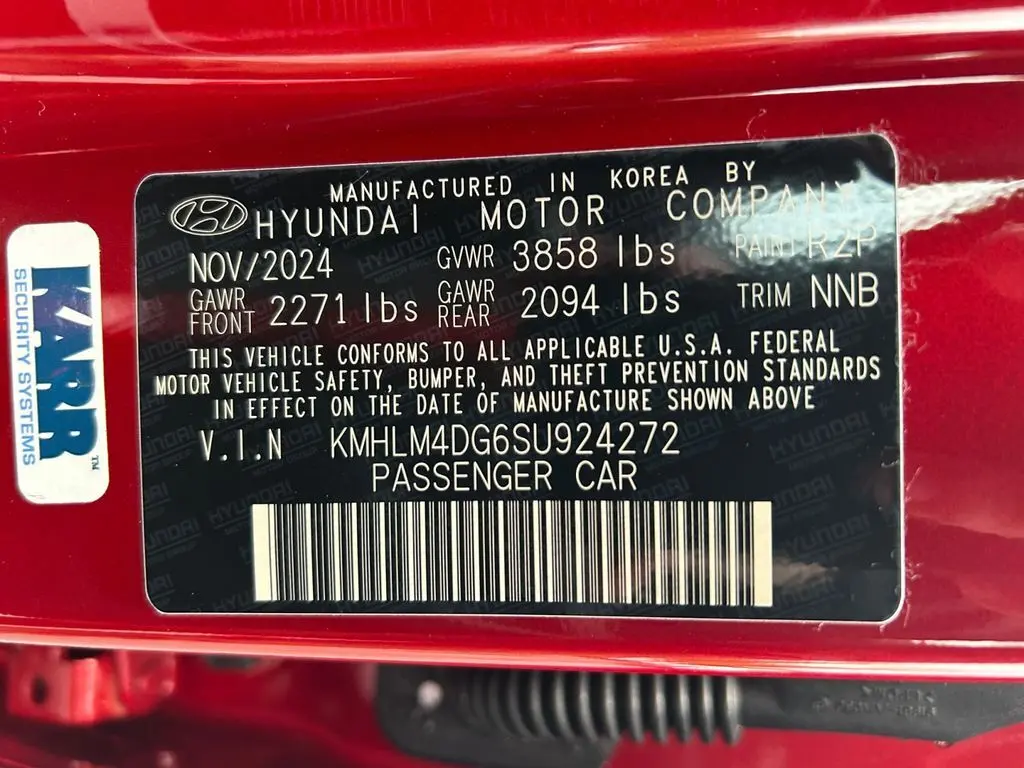 MANUFACTURED IN KOREA BY
HYUNDAI MOTOR COMPANY
NOV/2024 GVWR 3858 lbs PAINT R2P
GAWR FRONT 2271 lbs GAWR REAR 2094 lbs TRIM NNB
THIS VEHICLE CONFORMS TO ALL APPLICABLE U.S.A. FEDERAL
MOTOR VEHICLE SAFETY, BUMPER, AND THEFT PREVENTION STANDARDS
IN EFFECT ON THE DATE OF MANUFACTURE SHOWN ABOVE
V.I.N KMHLM4DG6SU924272
PASSENGER CAR
KARR™
SECURITY SYSTEMS